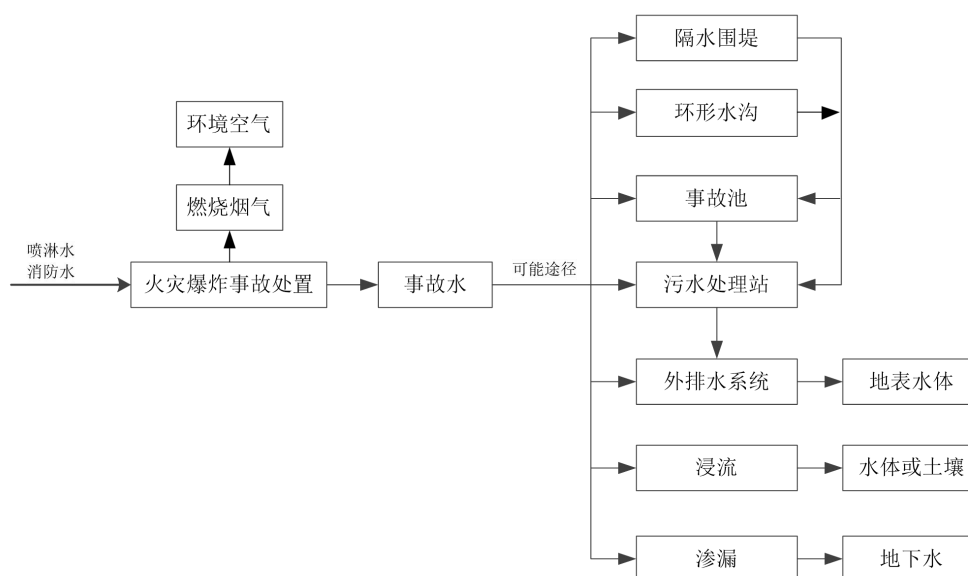 隔水围堤
环形水沟
环境空气
燃烧烟气
事故池
喷淋水
消防水
火灾爆炸事故处置
事故水
可能途径
污水处理站
外排水系统
地表水体
浸流
水体或土壤
渗漏
地下水